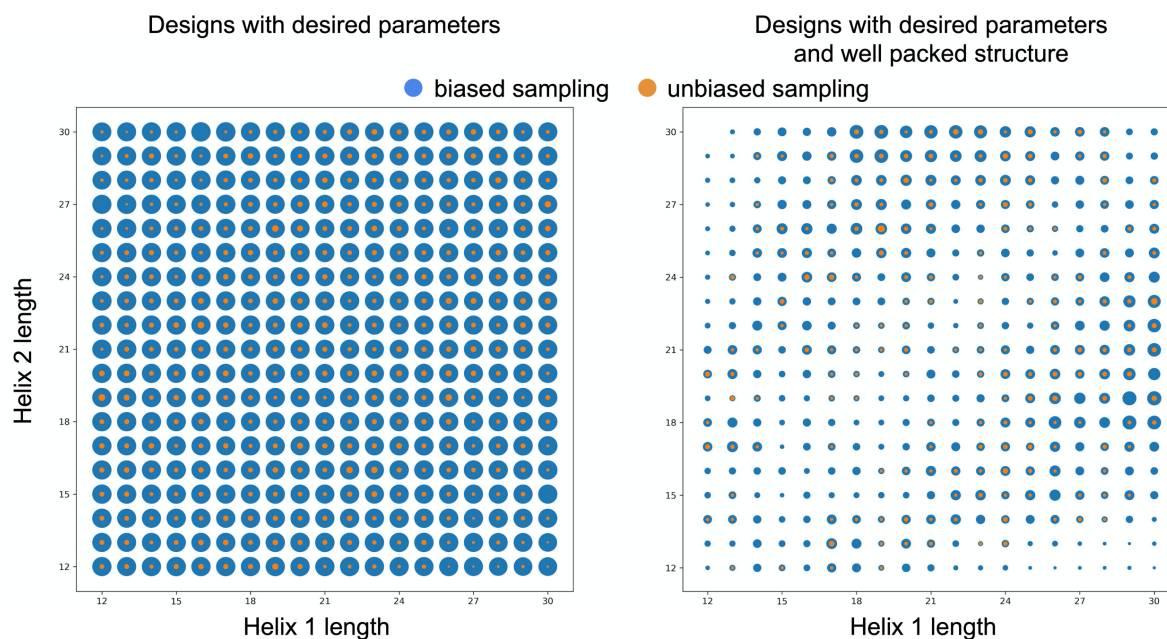 Designs with desired parameters
Designs with desired parameters
and well packed structure
biased sampling
unbiased sampling
Helix 2 length
30
27
24
21
18
15
12
12 15 18 21 24 27 30
Helix 1 length
30
27
24
21
18
15
12
12 15 18 21 24 27 30
Helix 1 length